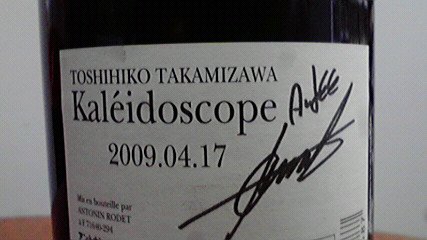 TOSHIHIKO TAKAMIZAWA
Kaléidoscope
2009.04.17
Mis en bouteille par
ANTONIN RODET